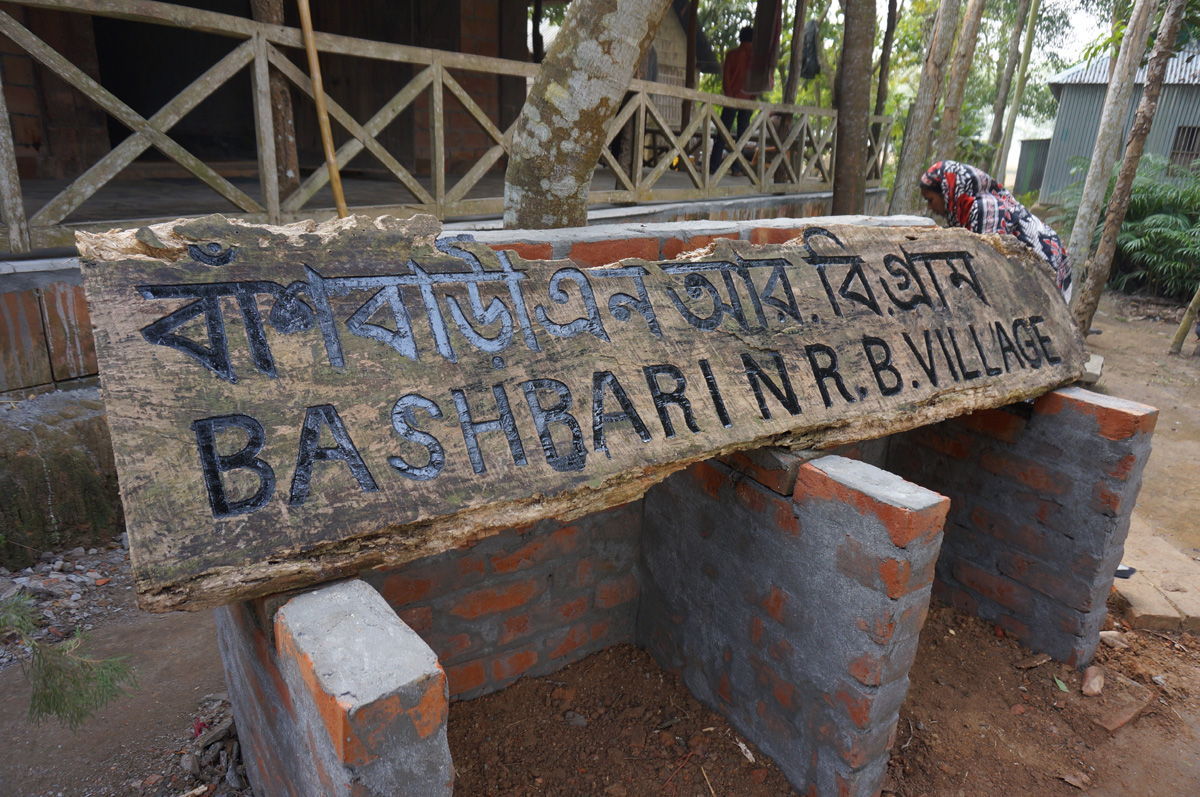 বাঁশবাড়ী এন আর. বি. গ্রাম
BASHBARI N R. B. VILLAGE